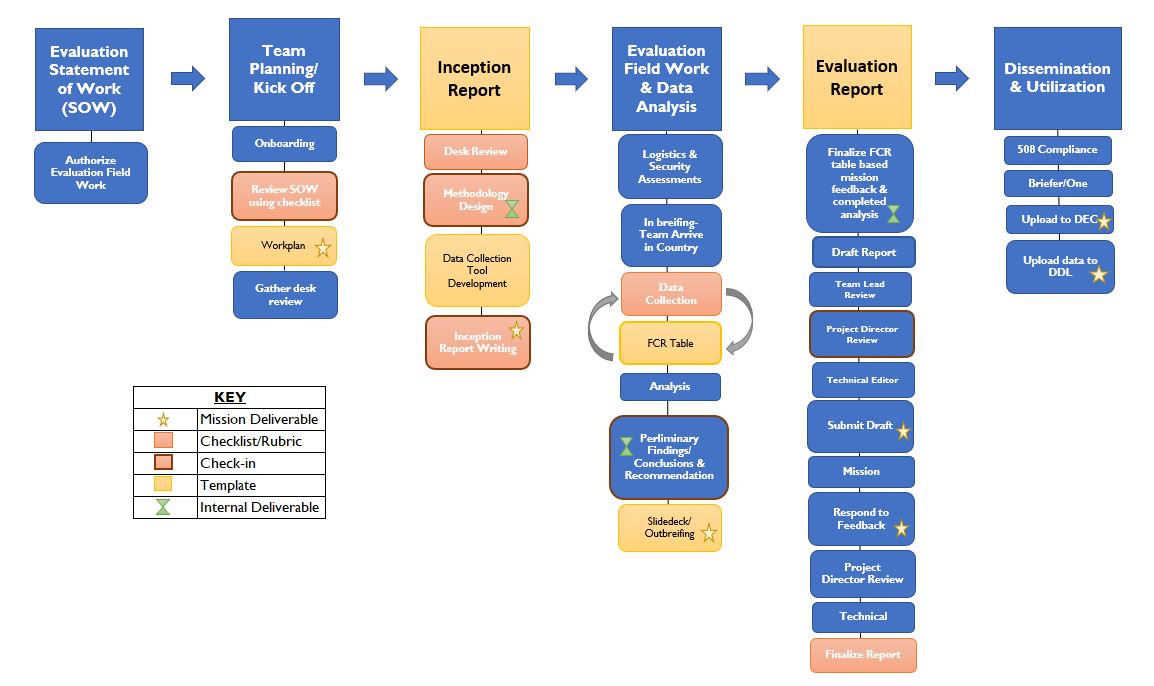 Evaluation
Statement
of Work
(SOW)
Authorize
Evaluation Field
Work
Team
Planning/
Kick Off
Onboarding
Review SOW
using checklist
Workplan
Gather desk
review
Inception
Report
Desk Review
Methodology
Design
Data Collection
Tool
Development
Inception
Report Writing
Evaluation
Field Work
& Data
Analysis
Logistics &
Security
Assessments
In breifing-
Team Arrive
in Country
Data
Collection
FCR Table
Analysis
Perliminary
Findings/
Conclusions &
Recommendation
Slidedeck/
Outbreifing
Evaluation
Report
Finalize FCR
table based
mission
feedback &
completed
analysis
Draft Report
Team Lead
Review
Project Director
Review
Technical Editor
Submit Draft
Mission
Respond to
Feedback
Project
Director Review
Technical
Finalize Report
Dissemination
& Utilization
508 Compliance
Briefer/One
Upload to DEC
Upload data to
DDL
KEY
Mission Deliverable
Checklist/Rubric
Check-in
Template
Internal Deliverable